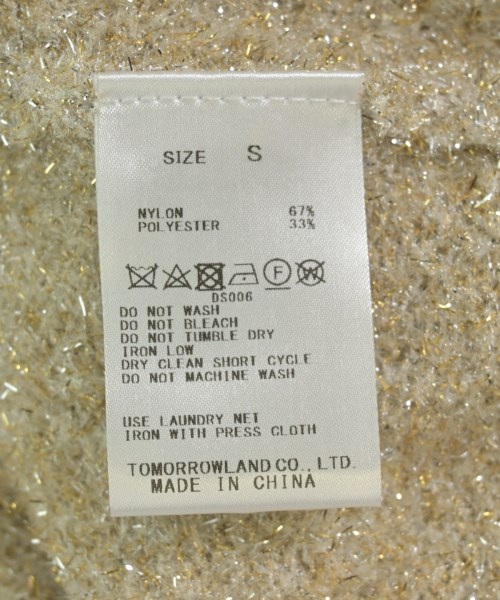 SIZE S
NYLON 67%
POLYESTER 33%
DS006
DO NOT WASH
DO NOT BLEACH
DO NOT TUMBLE DRY
IRON LOW
DRY CLEAN SHORT CYCLE
DO NOT MACHINE WASH
USE LAUNDRY NET
IRON WITH PRESS CLOTH
TOMORROWLAND CO., LTD.
MADE IN CHINA